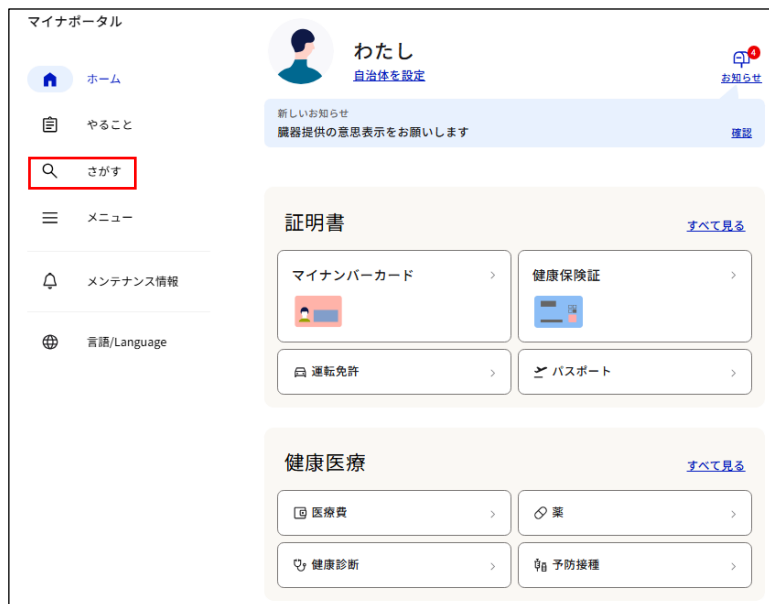 マイナポータル
ホーム
やること
さがす
メニュー
メンテナンス情報
言語/Language
わたし
自治体を設定
4
お知らせ
新しいお知らせ
臓器提供の意思表示をお願いします
確認
証明書
すべて見る
マイナンバーカード
健康保険証
運転免許
パスポート
健康医療
すべて見る
医療費
薬
健康診断
予防接種